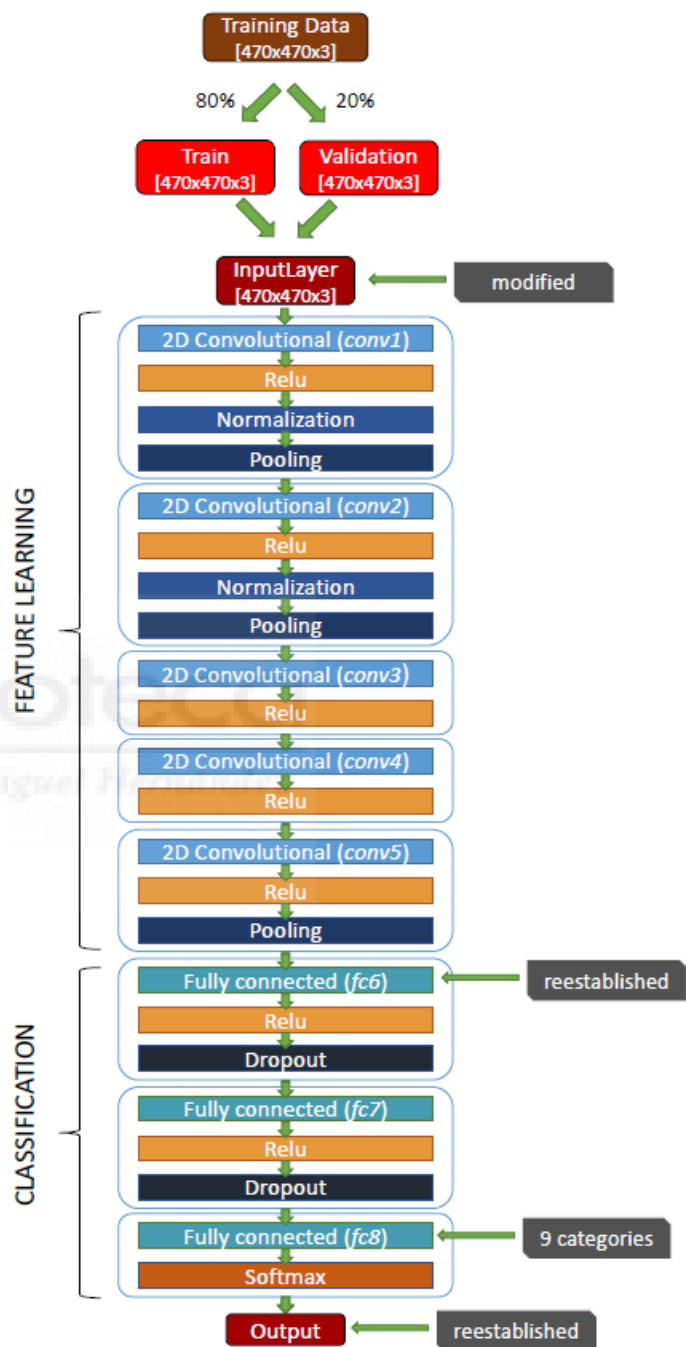 Training Data
[470x470x3]
80%
20%
Train
[470x470x3]
Validation
[470x470x3]
InputLayer
[470x470x3]
modified
FEATURE LEARNING
2D Convolutional (conv1)
Relu
Normalization
Pooling
2D Convolutional (conv2)
Relu
Normalization
Pooling
2D Convolutional (conv3)
Relu
2D Convolutional (conv4)
Relu
2D Convolutional (conv5)
Relu
Pooling
CLASSIFICATION
Fully connected (fc6)
reestablished
Relu
Dropout
Fully connected (fc7)
Relu
Dropout
Fully connected (fc8)
9 categories
Softmax
Output
reestablished